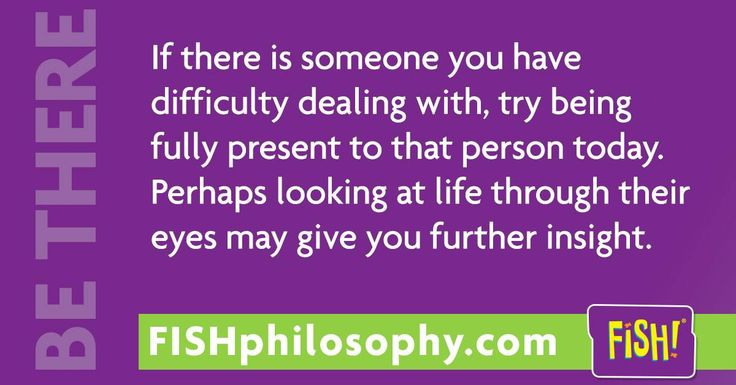 BE THERE
If there is someone you have
difficulty dealing with, try being
fully present to that person today.
Perhaps looking at life through their
eyes may give you further insight.
FISHphilosophy.com
FiSH!®